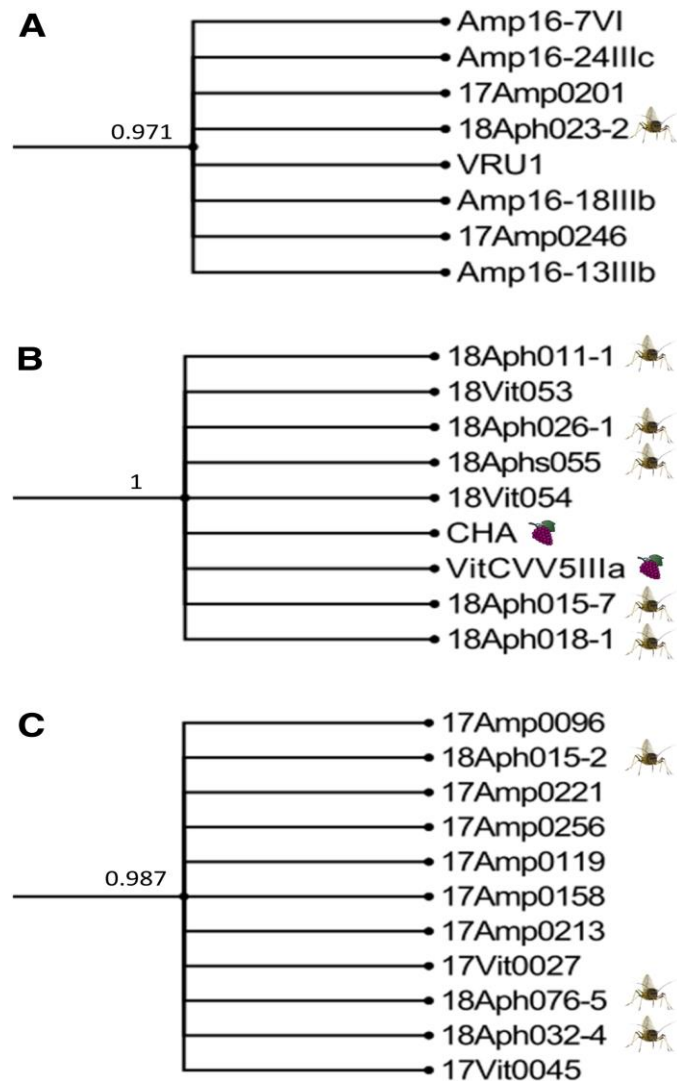 A
Amp16-7VI
Amp16-24IIIc
17Amp0201
0.971
18Aph023-2
VRU1
Amp16-18IIIb
17Amp0246
Amp16-13IIIb
B
18Aph011-1
18Vit053
18Aph026-1
18Aphs055
1
18Vit054
CHA
VitCVV5IIIa
18Aph015-7
18Aph018-1
C
17Amp0096
18Aph015-2
17Amp0221
17Amp0256
17Amp0119
0.987
17Amp0158
17Amp0213
17Vit0027
18Aph076-5
18Aph032-4
17Vit0045